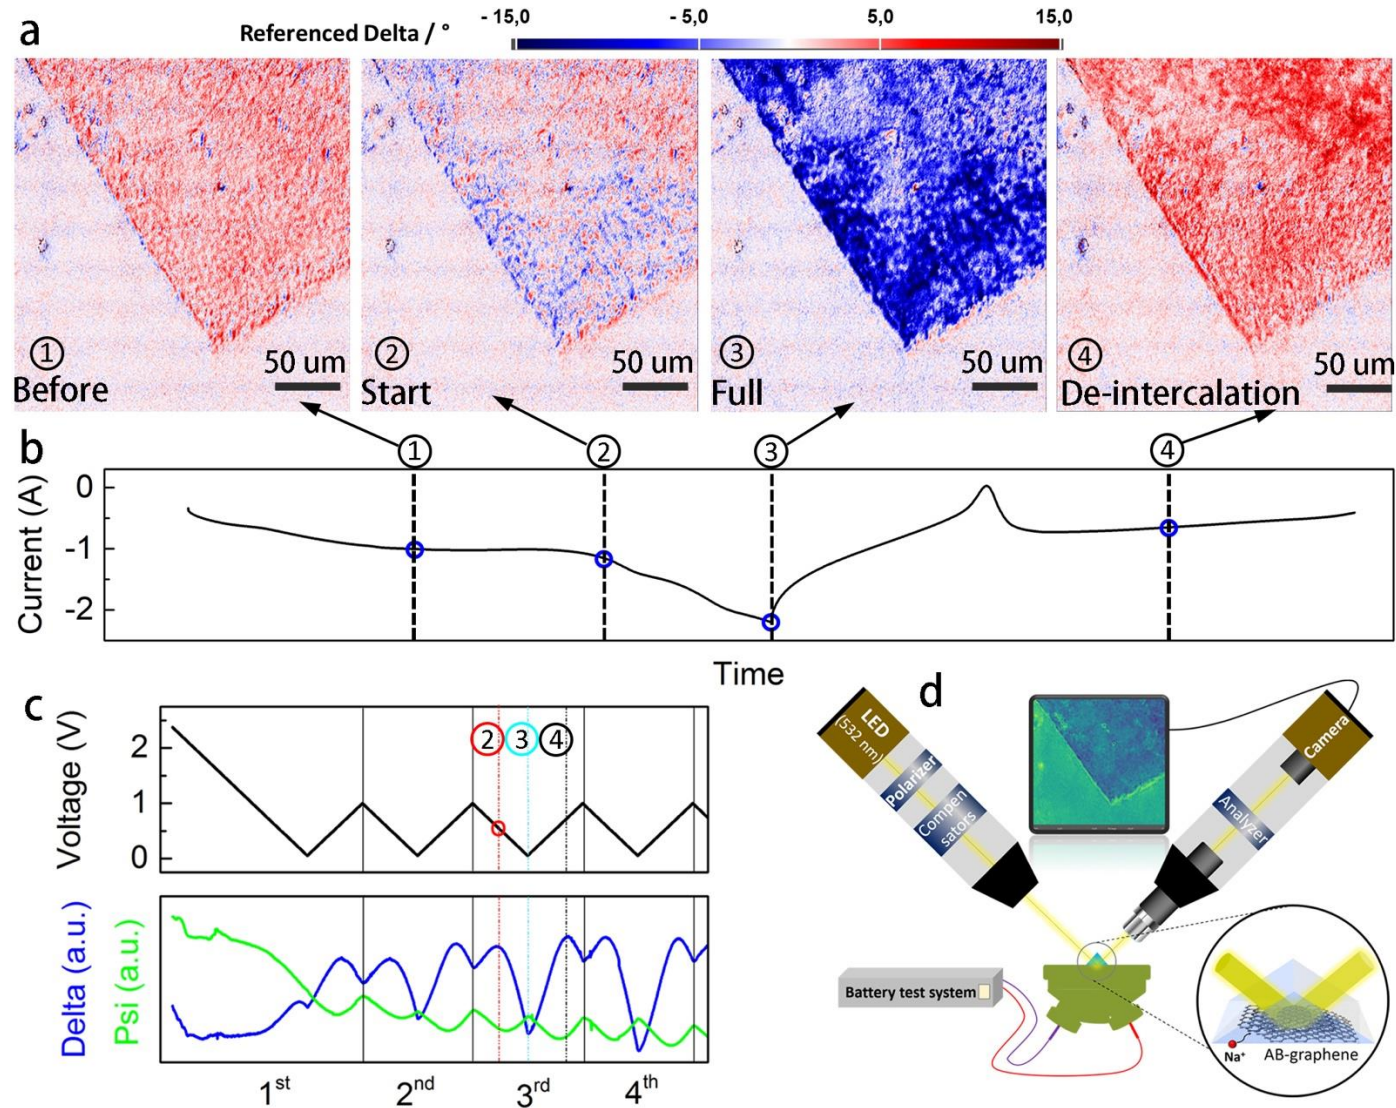 a
Referenced Delta / °
- 15,0
- 5,0
5,0
15,0
1
Before
50 um
2
Start
50 um
3
Full
50 um
4
De-intercalation
50 um
b
1
2
3
4
Current (A)
0
-1
-2
Time
c
Voltage (V)
2
1
0
2
3
4
Delta (a.u.)
Psi (a.u.)
1st
2nd
3rd
4th
d
LED
(532 nm)
Polarizer
Compen
sators
Camera
Analyzer
Battery test system
Na⁺
AB-graphene